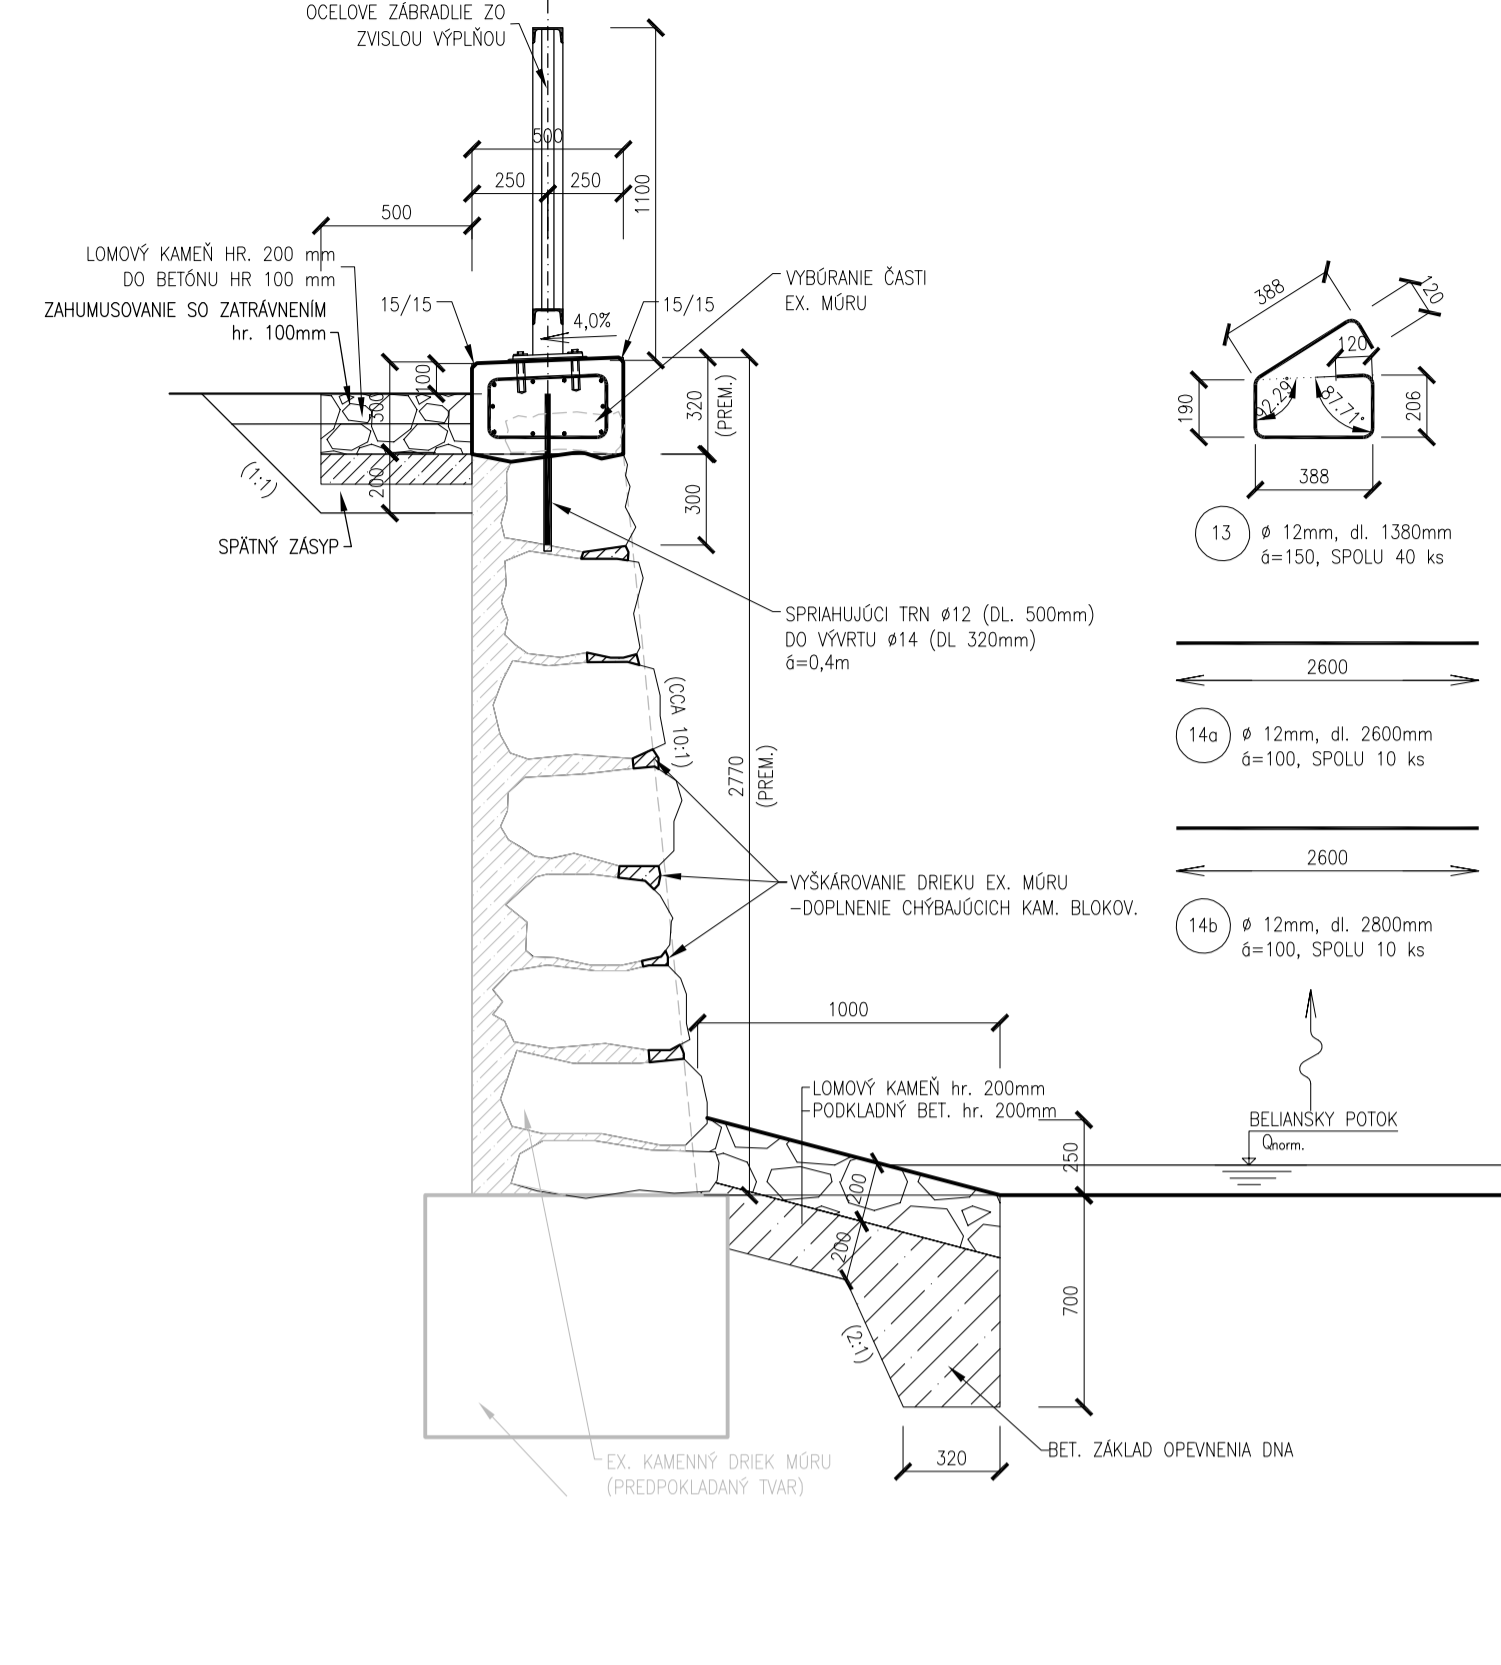 OCELOVE ZÁBRADLIE ZO
ZVISLOU VÝPLŇOU
500
250
250
1100
500
LOMOVÝ KAMEŇ HR. 200 mm
DO BETÓNU HR 100 mm
ZAHUMUSOVANIE SO ZATRÁVNENÍM
hr. 100mm
15/15
15/15
4,0%
VYBÚRANIE ČASTI
EX. MÚRU
100
300
200
(1:1)
SPÄTNÝ ZÁSYP
320
(PREM.)
300
388
120
120
190
92.29°
87.71°
206
388
13
ø 12mm, dl. 1380mm
á=150, SPOLU 40 ks
SPRIAHUJÚCI TRN ø12 (DL. 500mm)
DO VÝVRTU ø14 (DL 320mm)
á=0,4m
2600
14a
ø 12mm, dl. 2600mm
á=100, SPOLU 10 ks
(CCA 10:1)
2770
(PREM.)
2600
14b
ø 12mm, dl. 2800mm
á=100, SPOLU 10 ks
VYŠKÁROVANIE DRIEKU EX. MÚRU
-DOPLNENIE CHÝBAJÚCICH KAM. BLOKOV.
1000
LOMOVÝ KAMEŇ hr. 200mm
PODKLADNÝ BET. hr. 200mm
BELIANSKY POTOK
Qnorm.
250
200
200
700
(2:1)
320
BET. ZÁKLAD OPEVNENIA DNA
EX. KAMENNÝ DRIEK MÚRU
(PREDPOKLADANÝ TVAR)